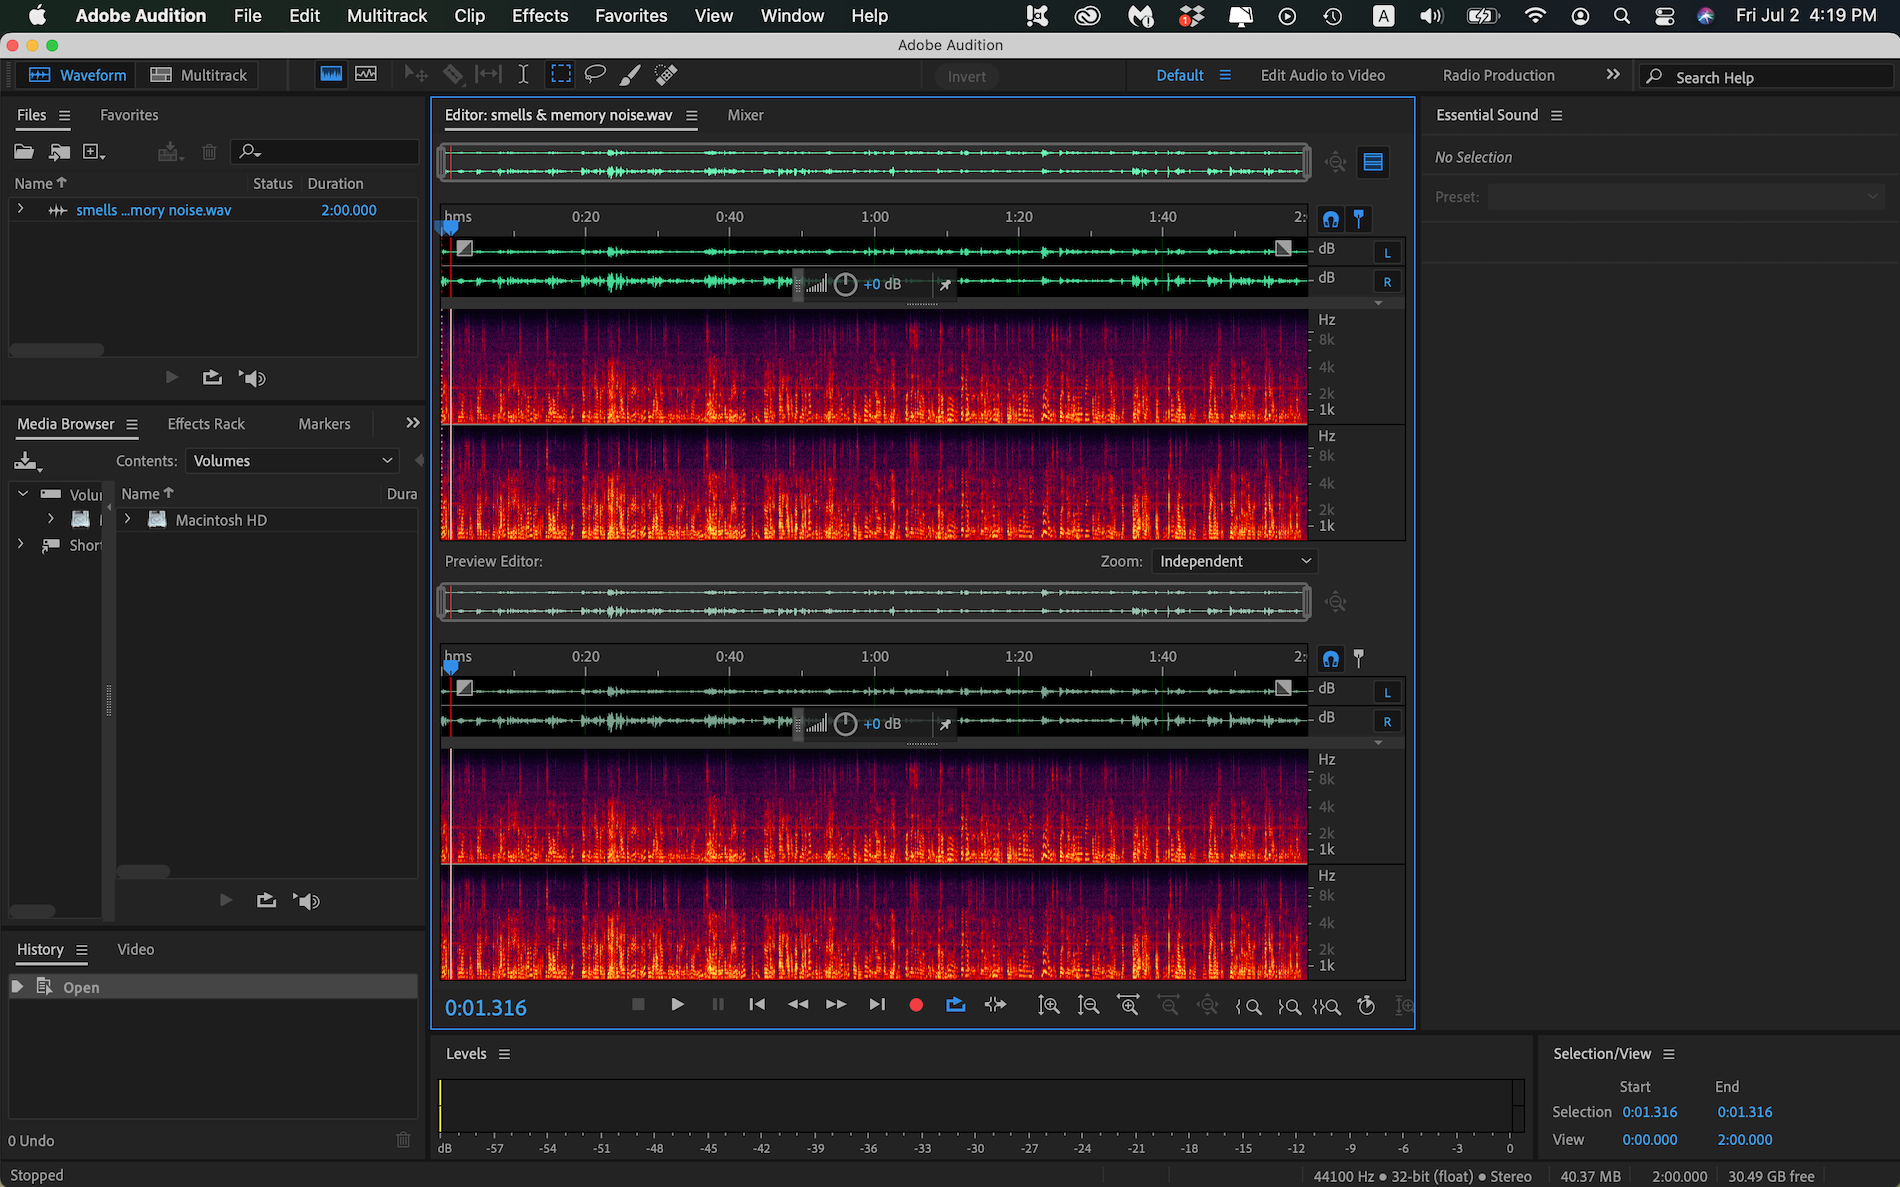 Adobe Audition File Edit Multitrack Clip Effects Favorites View Window Help 1 A Fri Jul 2 4:19 PM
Adobe Audition
Waveform Multitrack Invert Default Edit Audio to Video Radio Production Search Help
Files Favorites
Name Status Duration
smells ...mory noise.wav 2:00.000
Media Browser Effects Rack Markers
Contents: Volumes
Name Dura
Macintosh HD
History Video
Open
0 Undo
Stopped
Editor: smells & memory noise.wav Mixer
hms 0:20 0:40 1:00 1:20 1:40 2:
dB L
+0 dB
dB R
Hz
8k
4k
2k
1k
Hz
8k
4k
2k
1k
Preview Editor: Zoom: Independent
hms 0:20 0:40 1:00 1:20 1:40 2:
dB L
+0 dB
dB R
Hz
8k
4k
2k
1k
Hz
8k
4k
2k
1k
0:01.316
Levels
dB -57 -54 -51 -48 -45 -42 -39 -36 -33 -30 -27 -24 -21 -18 -15 -12 -9 -6 -3 0
Essential Sound
No Selection
Preset:
Selection/View
Start End
Selection 0:01.316 0:01.316
View 0:00.000 2:00.000
44100 Hz ● 32-bit (float) ● Stereo 40.37 MB 2:00.000 30.49 GB free